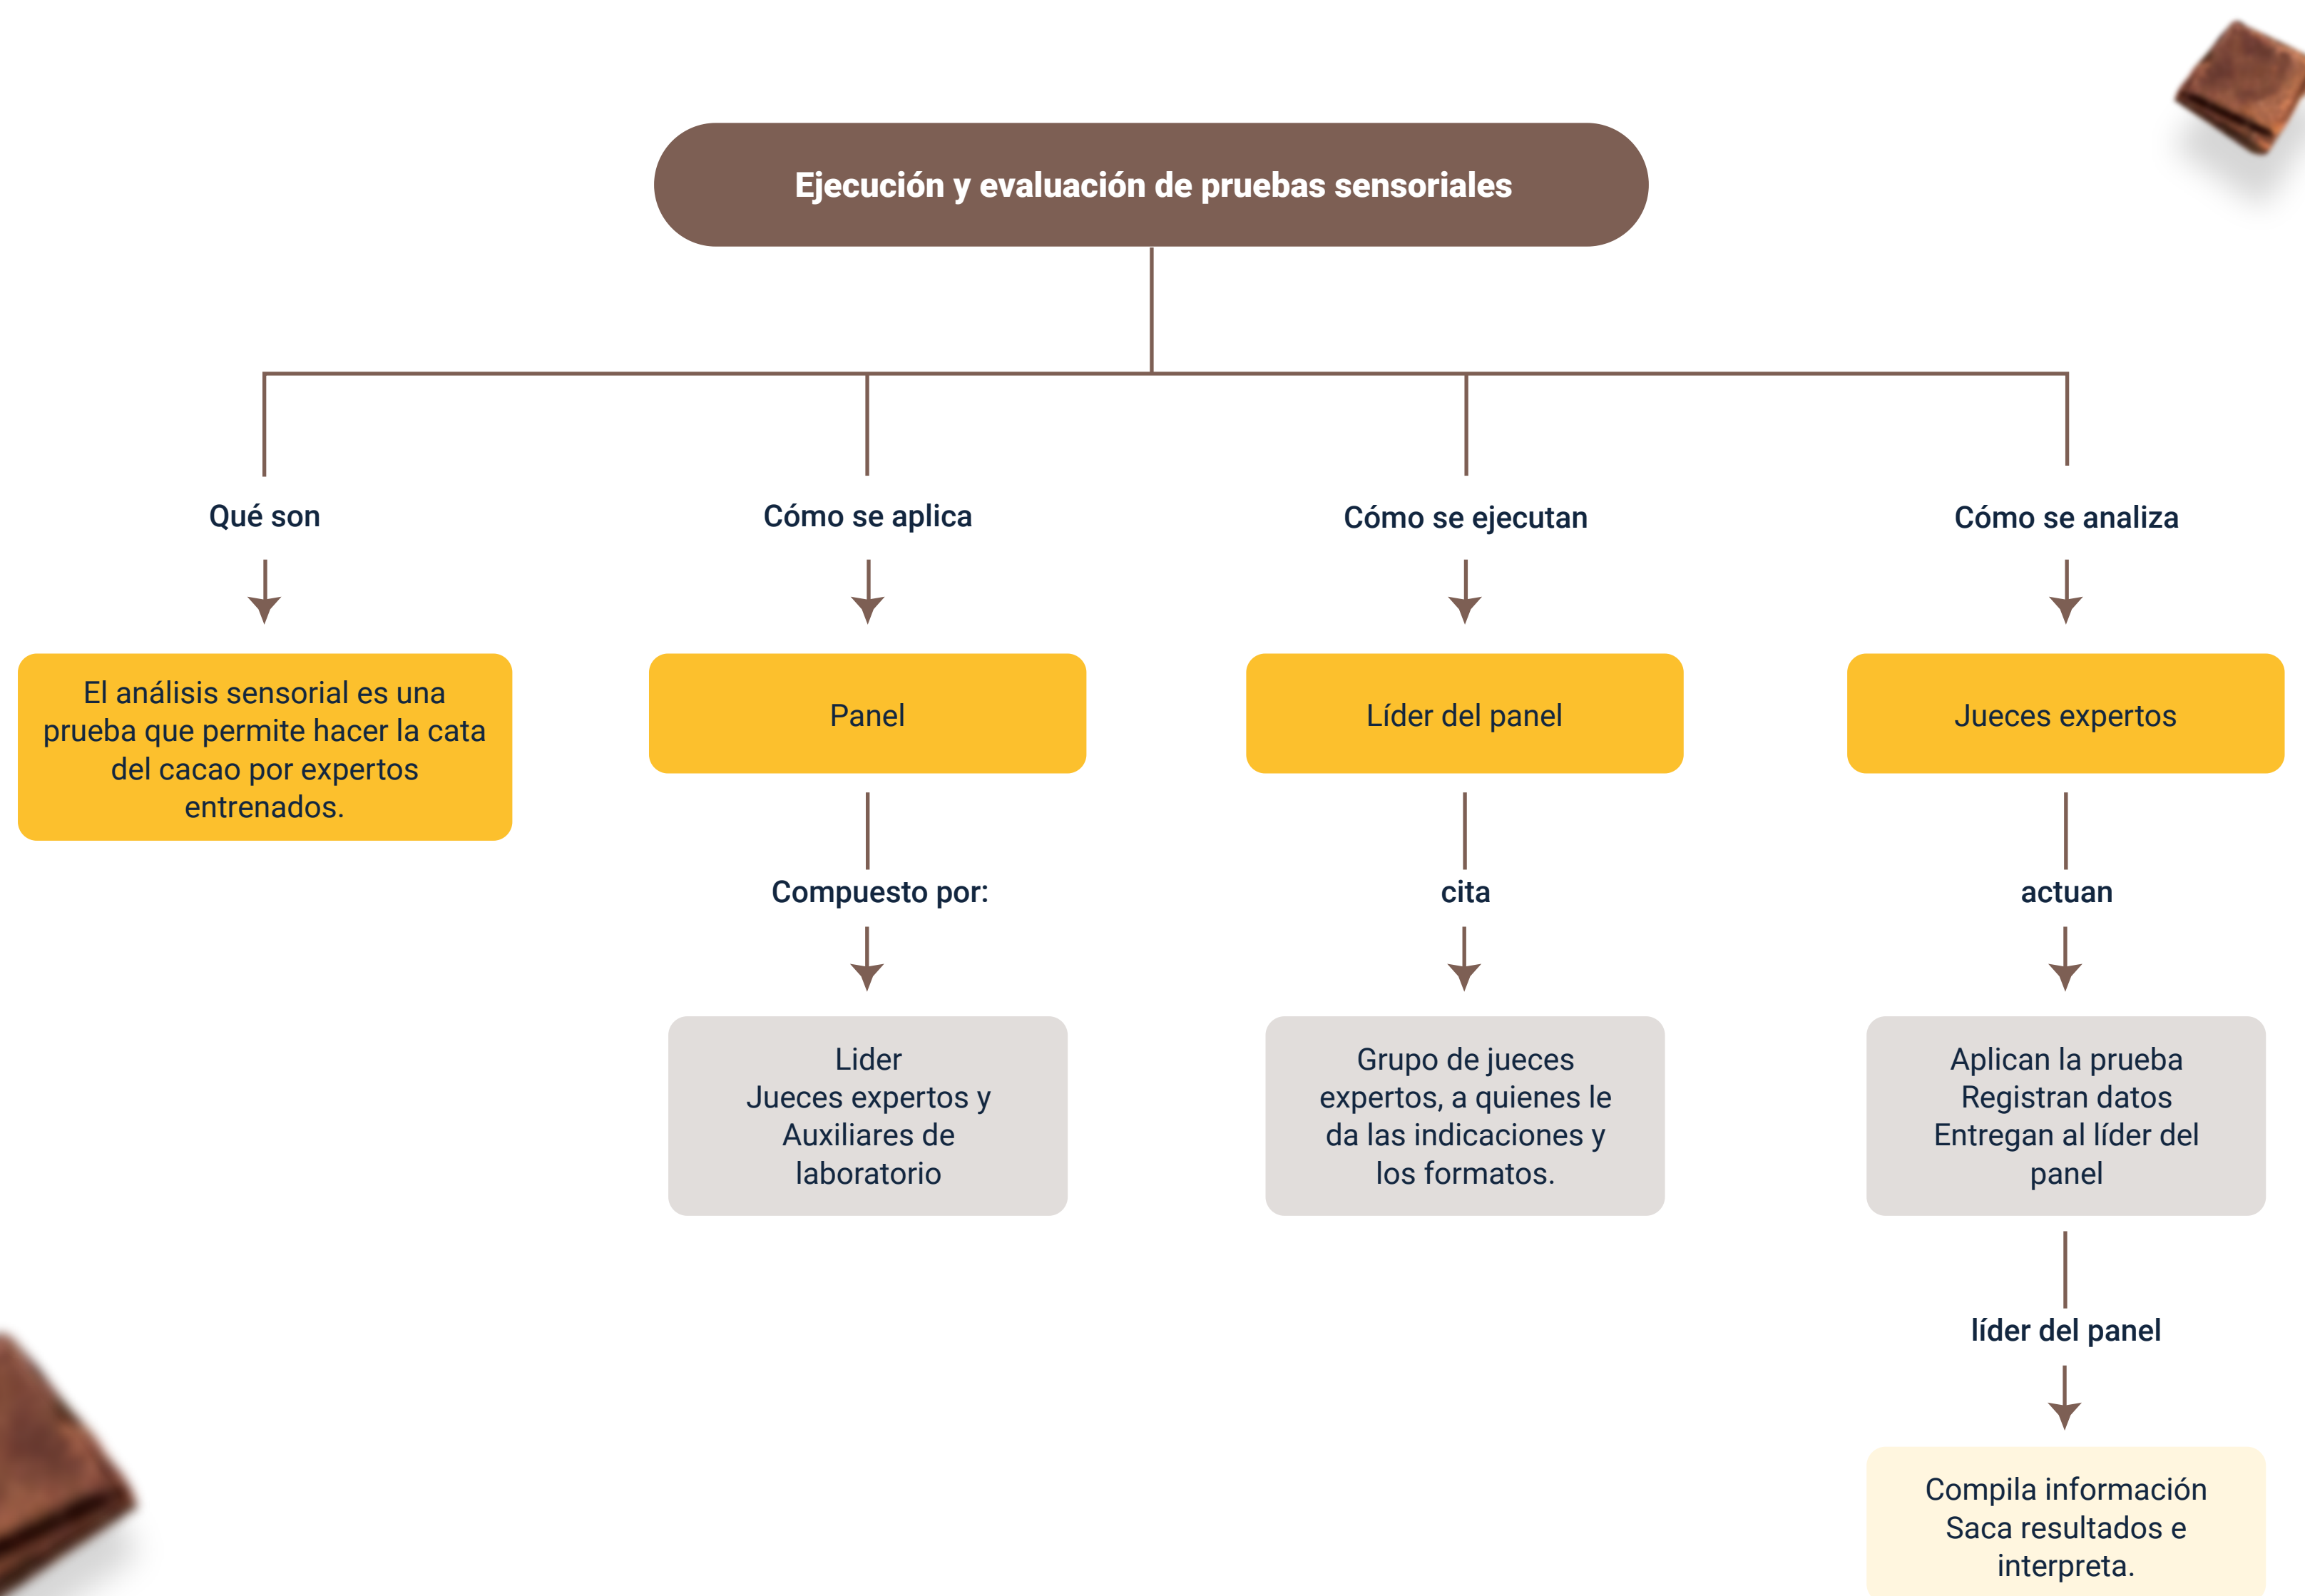 Ejecución y evaluación de pruebas sensoriales
Qué son
El análisis sensorial es una
prueba que permite hacer la cata
del cacao por expertos
entrenados.
Cómo se aplica
Panel
Compuesto por:
Lider
Jueces expertos y
Auxiliares de
laboratorio
Cómo se ejecutan
Líder del panel
cita
Grupo de jueces
expertos, a quienes le
da las indicaciones y
los formatos.
Cómo se analiza
Jueces expertos
actuan
Aplican la prueba
Registran datos
Entregan al líder del
panel
líder del panel
Compila información
Saca resultados e
interpreta.